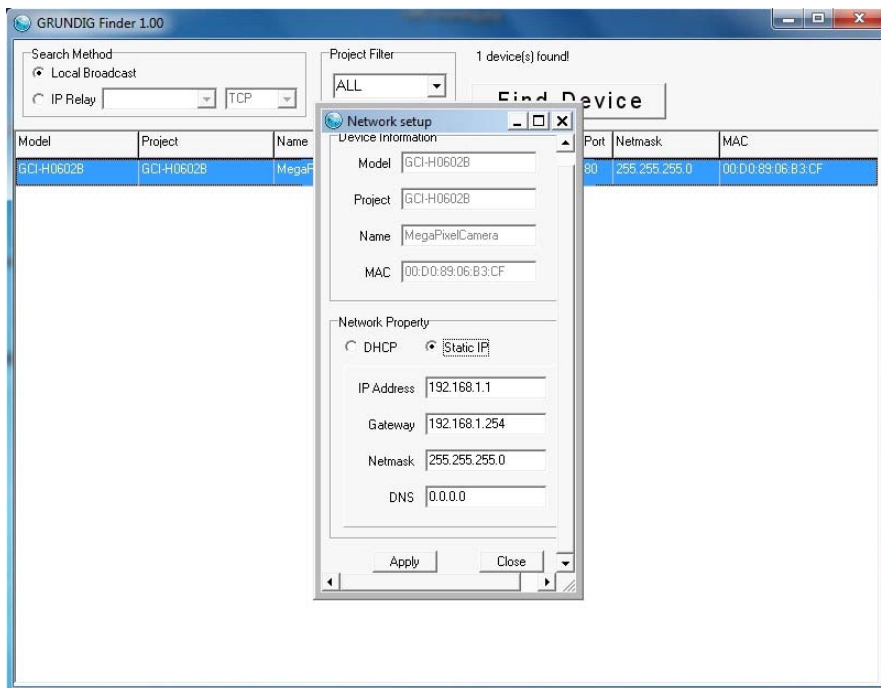 GRUNDIG Finder 1.00
Search Method
Local Broadcast
IP Relay
TCP
Project Filter
ALL
1 device(s) found!
Find Device
Model Project Name Port Netmask MAC
GCI-H0602B GCI-H0602B MegaP 80 255.255.255.0 00:D0:89:06:B3:CF
Network setup
Device Information
Model GCI-H0602B
Project GCI-H0602B
Name MegaPixelCamera
MAC 00:D0:89:06:B3:CF
Network Property
DHCP Static IP
IP Address 192.168.1.1
Gateway 192.168.1.254
Netmask 255.255.255.0
DNS 0.0.0.0
Apply Close